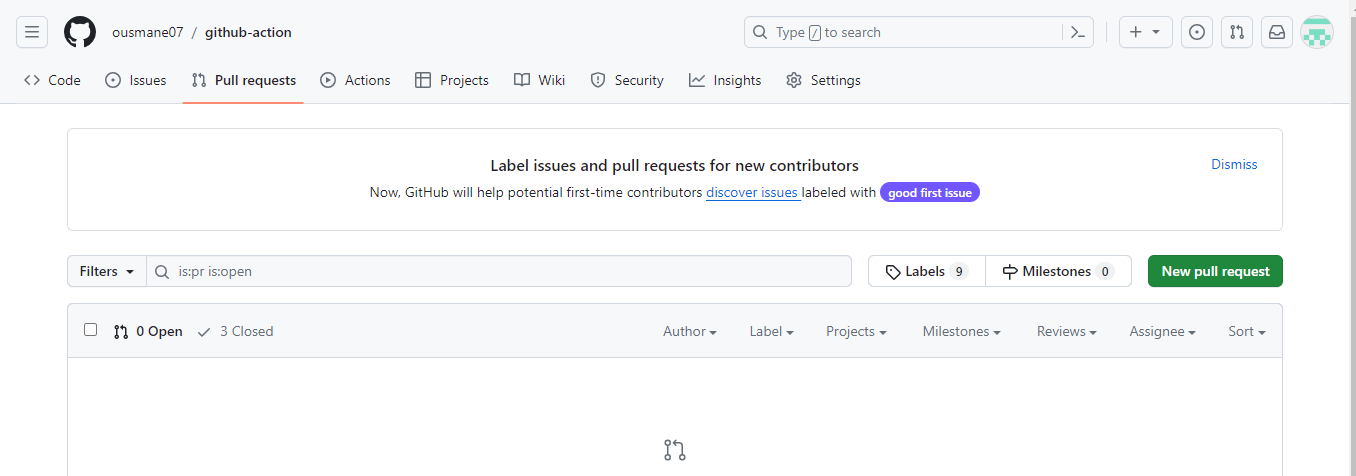 ousmane07 / github-action
Type / to search
Code Issues Pull requests Actions Projects Wiki Security Insights Settings
Label issues and pull requests for new contributors
Dismiss
Now, GitHub will help potential first-time contributors discover issues labeled with good first issue
Filters is:pr is:open Labels 9 Milestones 0 New pull request
0 Open 3 Closed Author Label Projects Milestones Reviews Assignee Sort